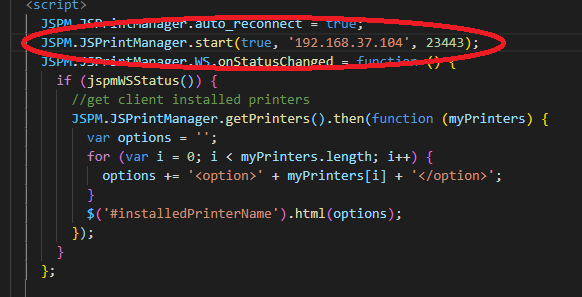 <script>
JSPM.JSPrintManager.auto_reconnect = true;
JSPM.JSPrintManager.start(true, '192.168.37.104', 23443);
JSPM.JSPrintManager.WS.onStatusChanged = function () {
if (jspmWSStatus()) {
//get client installed printers
JSPM.JSPrintManager.getPrinters().then(function (myPrinters) {
var options = '';
for (var i = 0; i < myPrinters.length; i++) {
options += '<option>' + myPrinters[i] + '</option>';
}
$('#installedPrinterName').html(options);
});
}
};